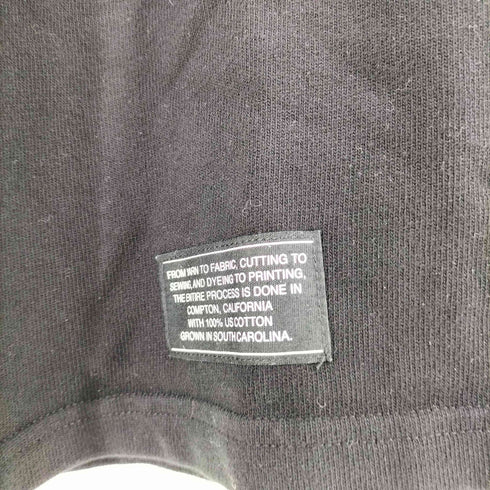 FROM YARN TO FABRIC, CUTTING TO
SEWING, AND DYEING TO PRINTING,
THE ENTIRE PROCESS IS DONE IN
COMPTON, CALIFORNIA
WITH 100% US COTTON
GROWN IN SOUTH CAROLINA.